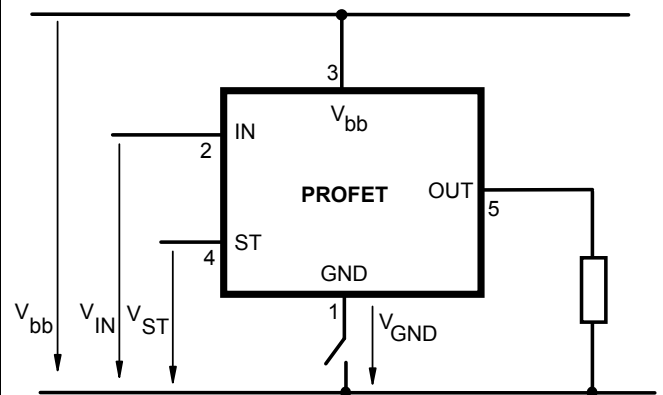 3
V_bb
IN
2
PROFET
OUT
5
ST
4
GND
1
V_bb
V_IN
V_ST
V_GND